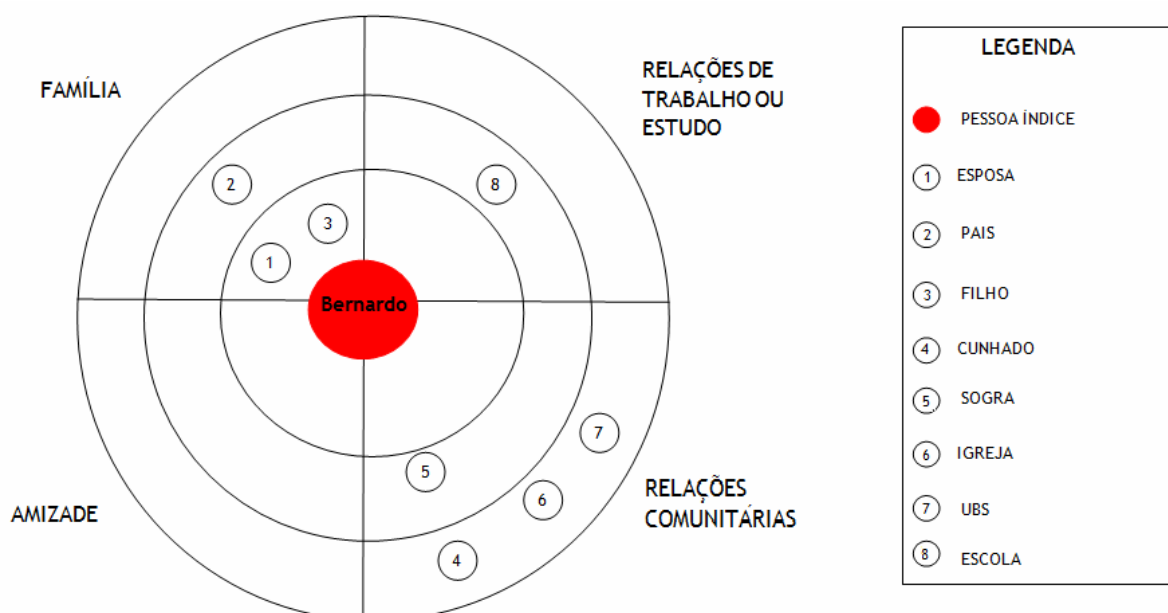 FAMÍLIA
RELAÇÕES DE
TRABALHO OU
ESTUDO
2
8
3
1
Bernardo
7
5
6
4
AMIZADE
RELAÇÕES
COMUNITÁRIAS
LEGENDA
PESSOA ÍNDICE
1 ESPOSA
2 PAIS
3 FILHO
4 CUNHADO
5 SOGRA
6 IGREJA
7 UBS
8 ESCOLA